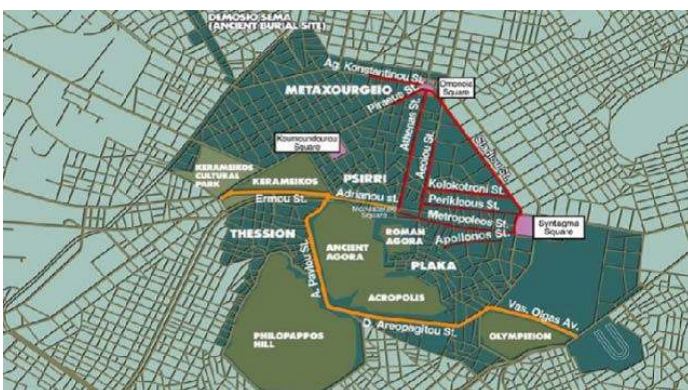 DEMOSIO SEMA
(ANCIENT BURIAL SITE)
Ag. Konstantinou St.
METAXOURGEIO
Omonoia
Square
Piraeus St.
Koumoundourou
Square
Athenas St.
Aeolou St.
Stadiou St.
KERAMEIKOS
CULTURAL
PARK
KERAMEIKOS
PSIRRI
Kolokotroni St.
Perikleous St.
Ermou St.
Adrianou st.
Monastiraki
Square
Metropoleos St.
Syntagma
Square
Apollonos St.
THESSION
ANCIENT
AGORA
ROMAN
AGORA
PLAKA
A. Pavlou St.
ACROPOLIS
Vas. Olgas Av.
D. Areopagitou St.
OLYMPIEION
PHILOPAPPOS
HILL